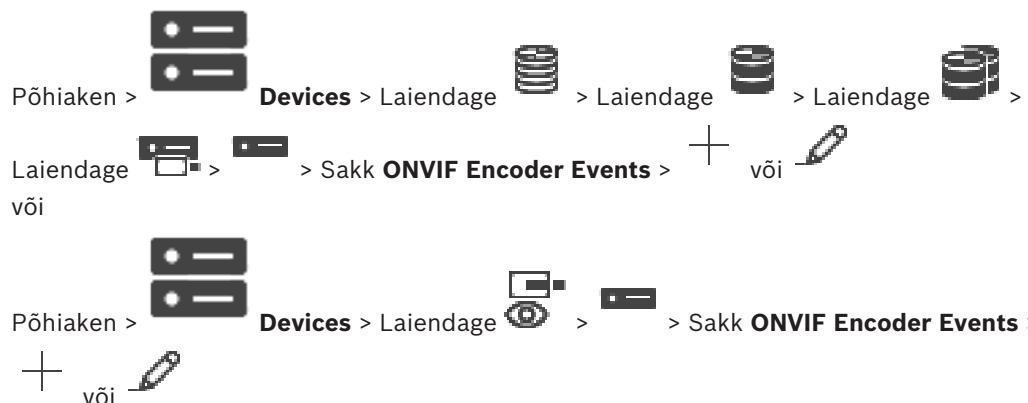 Põhiaken > Devices > Laiendage > Laiendage > Laiendage >
Laiendage > > Sakk ONVIF Encoder Events > või
või
Põhiaken > Devices > Laiendage > > Sakk ONVIF Encoder Events >
või